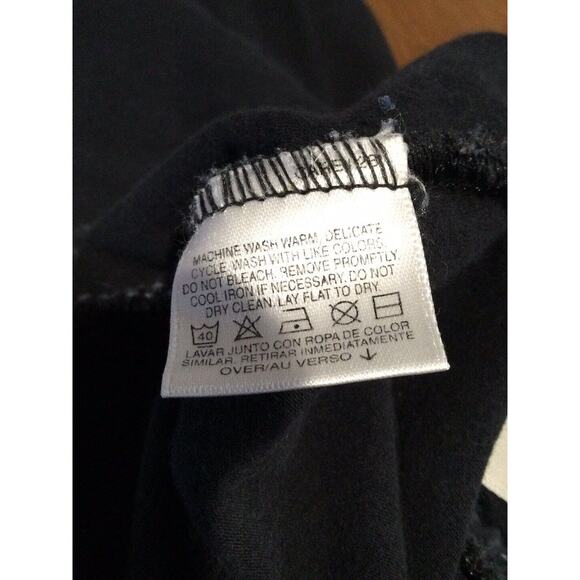 MACHINE WASH WARM, DELICATE
CYCLE, WASH WITH LIKE COLORS.
DO NOT BLEACH. REMOVE PROMPTLY.
COOL IRON IF NECESSARY. DO NOT
DRY CLEAN. LAY FLAT TO DRY.
40
LAVAR JUNTO CON ROPA DE COLOR
SIMILAR. RETIRAR INMEDIATAMENTE
OVER/AU VERSO ↓